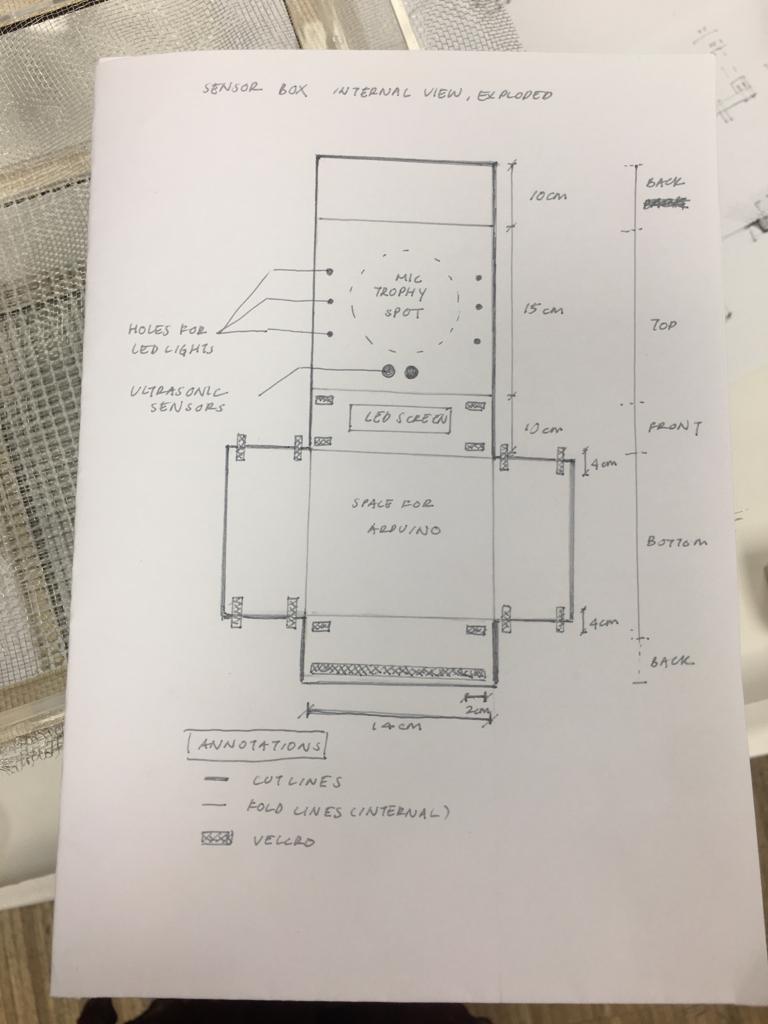 SENSOR BOX INTERNAL VIEW, EXPLODED
10cm
BACK
MIC
TROPHY
SPOT
15cm
TOP
HOLES FOR
LED LIGHTS
ULTRASONIC
SENSORS
LED SCREEN
10cm
FRONT
4cm
SPACE FOR
ARDUINO
BOTTOM
4cm
BACK
2cm
14cm
ANNOTATIONS
CUT LINES
FOLD LINES (INTERNAL)
VELCRO